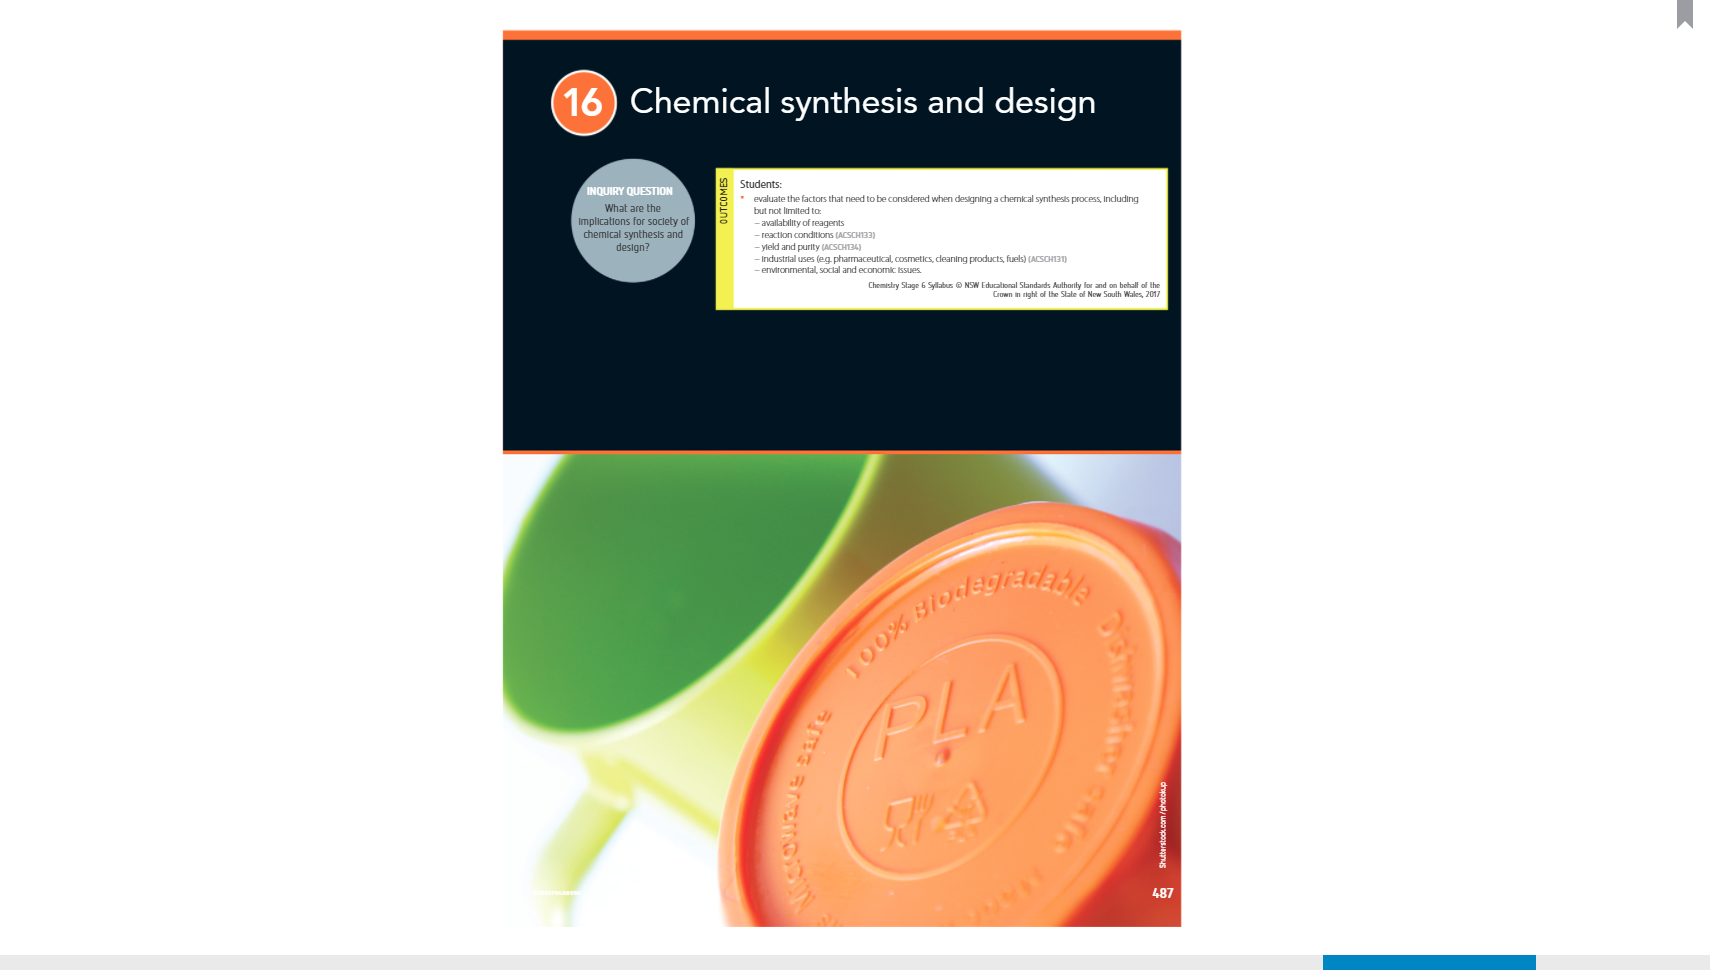 16
Chemical synthesis and design
INQUIRY QUESTION
What are the
implications for society of
chemical synthesis and
design?
OUTCOMES
Students:
* evaluate the factors that need to be considered when designing a chemical synthesis process, including
but not limited to:
– availability of reagents
– reaction conditions (ACSCH133)
– yield and purity (ACSCH134)
– industrial uses (e.g. pharmaceutical, cosmetics, cleaning products, fuels) (ACSCH131)
– environmental, social and economic issues.
Chemistry Stage 6 Syllabus © NSW Educational Standards Authority for and on behalf of the
Crown in right of the State of New South Wales, 2017
100% Biodegradable
Dishwasher safe
Microwave safe
PLA
Shutterstock.com/photokup
487